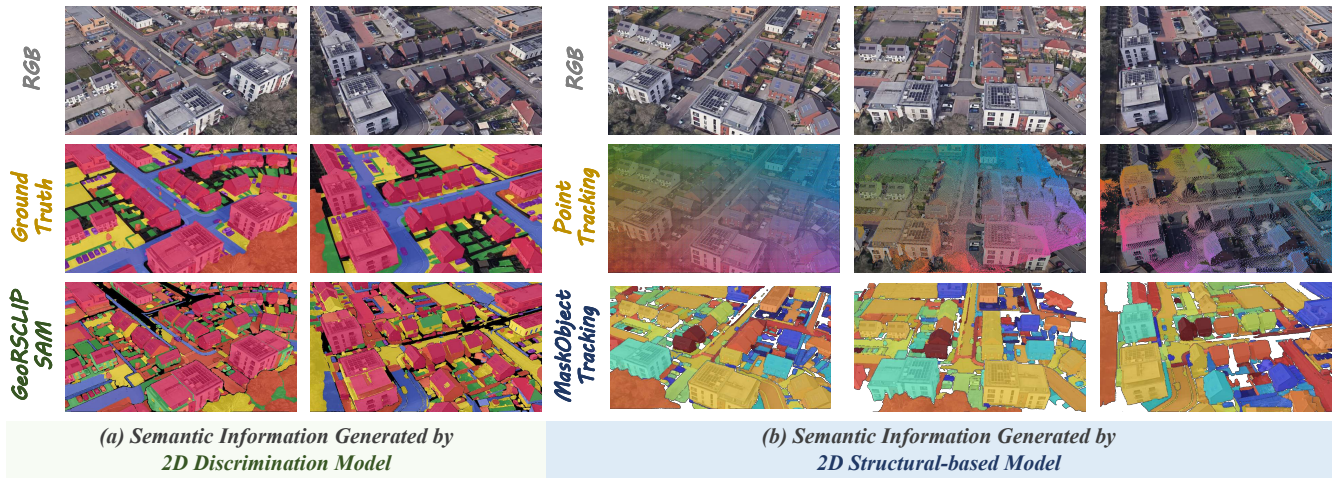 RGB
Ground
Truth
GeoRSCLIP
SAM
(a) Semantic Information Generated by
2D Discrimination Model
RGB
Point
Tracking
MaskObject
Tracking
(b) Semantic Information Generated by
2D Structural-based Model